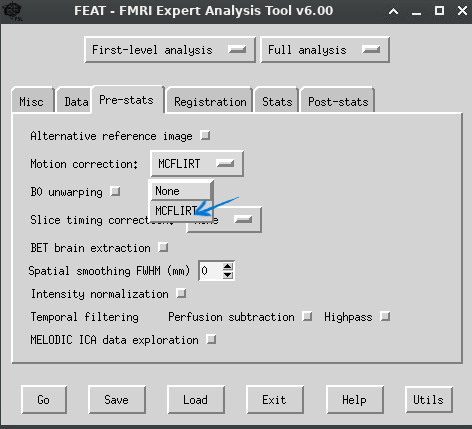 FEAT - FMRI Expert Analysis Tool v6.00
First-level analysis Full analysis
Misc Data Pre-stats Registration Stats Post-stats
Alternative reference image
Motion correction: MCFLIRT
B0 unwarping None
MCFLIRT
Slice timing correction:
BET brain extraction
Spatial smoothing FWHM (mm) 0
Intensity normalization
Temporal filtering Perfusion subtraction Highpass
MELODIC ICA data exploration
Go Save Load Exit Help Utils